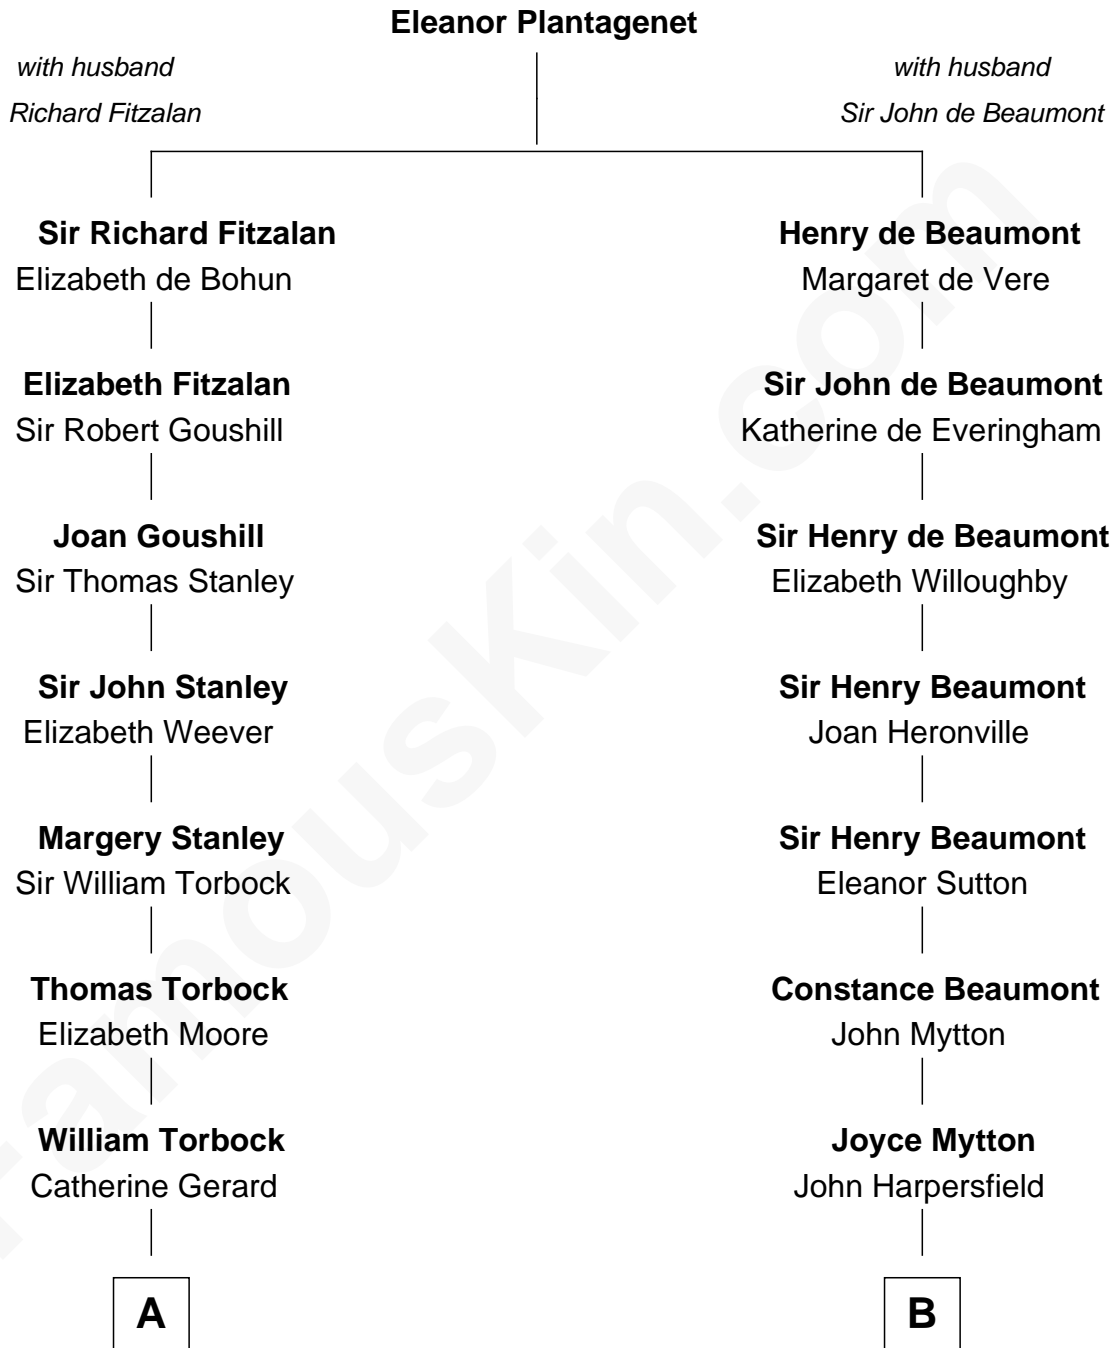 Eleanor Plantagenet
with husband
Richard Fitzalan
with husband
Sir John de Beaumont
Sir Richard Fitzalan
Elizabeth de Bohun
Henry de Beaumont
Margaret de Vere
Elizabeth Fitzalan
Sir Robert Goushill
Sir John de Beaumont
Katherine de Everingham
Joan Goushill
Sir Thomas Stanley
Sir Henry de Beaumont
Elizabeth Willoughby
Sir John Stanley
Elizabeth Weever
Sir Henry Beaumont
Joan Heronville
Margery Stanley
Sir William Torbock
Sir Henry Beaumont
Eleanor Sutton
Thomas Torbock
Elizabeth Moore
Constance Beaumont
John Mytton
William Torbock
Catherine Gerard
Joyce Mytton
John Harpersfield
A
B
FamousKin.com